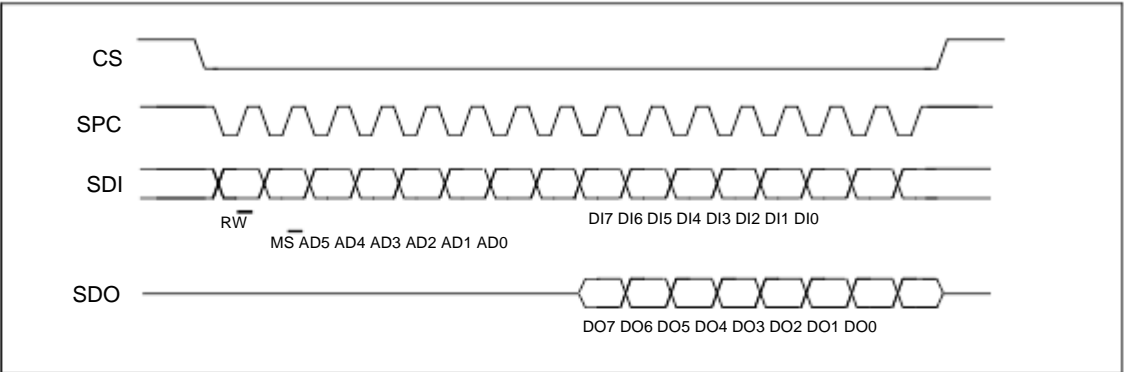 CS
SPC
SDI
RW
DI7 DI6 DI5 DI4 DI3 DI2 DI1 DI0
MS AD5 AD4 AD3 AD2 AD1 AD0
SDO
DO7 DO6 DO5 DO4 DO3 DO2 DO1 DO0